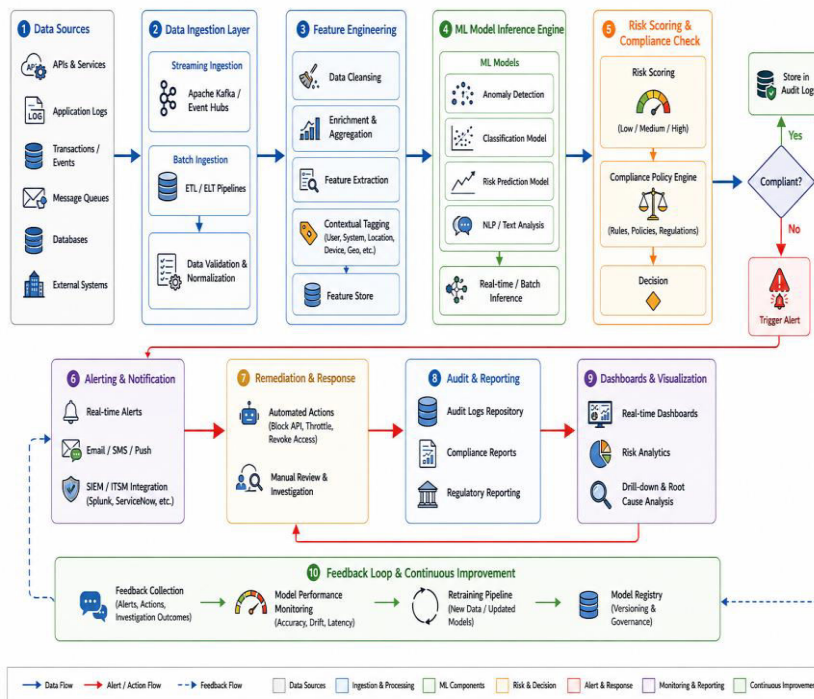 1 Data Sources
API
APIs & Services
LOG
Application Logs
Transactions /
Events
Message Queues
Databases
External Systems
2 Data Ingestion Layer
Streaming Ingestion
Apache Kafka /
Event Hubs
Batch Ingestion
ETL / ELT Pipelines
Data Validation &
Normalization
3 Feature Engineering
Data Cleansing
Enrichment &
Aggregation
Feature Extraction
Contextual Tagging
(User, System, Location,
Device, Geo, etc.)
Feature Store
4 ML Model Inference Engine
ML Models
Anomaly Detection
Classification Model
Risk Prediction Model
NLP / Text Analysis
Real-time / Batch
Inference
5 Risk Scoring &
Compliance Check
Risk Scoring
(Low / Medium / High)
Compliance Policy Engine
(Rules, Policies, Regulations)
Decision
Store in
Audit Log
Yes
Compliant?
No
Trigger Alert
6 Alerting & Notification
Real-time Alerts
Email / SMS / Push
SIEM / ITSM Integration
(Splunk, ServiceNow, etc.)
7 Remediation & Response
Automated Actions
(Block API, Throttle,
Revoke Access)
Manual Review &
Investigation
8 Audit & Reporting
Audit Logs Repository
Compliance Reports
Regulatory Reporting
9 Dashboards & Visualization
Real-time Dashboards
Risk Analytics
Drill-down & Root
Cause Analysis
10 Feedback Loop & Continuous Improvement
Feedback Collection
(Alerts, Actions,
Investigation Outcomes)
Model Performance
Monitoring
(Accuracy, Drift, Latency)
Retraining Pipeline
(New Data / Updated
Models)
Model Registry
(Versioning &
Governance)
Data Flow
Alert / Action Flow
Feedback Flow
Data Sources
Ingestion & Processing
ML Components
Risk & Decision
Alert & Response
Monitoring & Reporting
Continuous Improvement